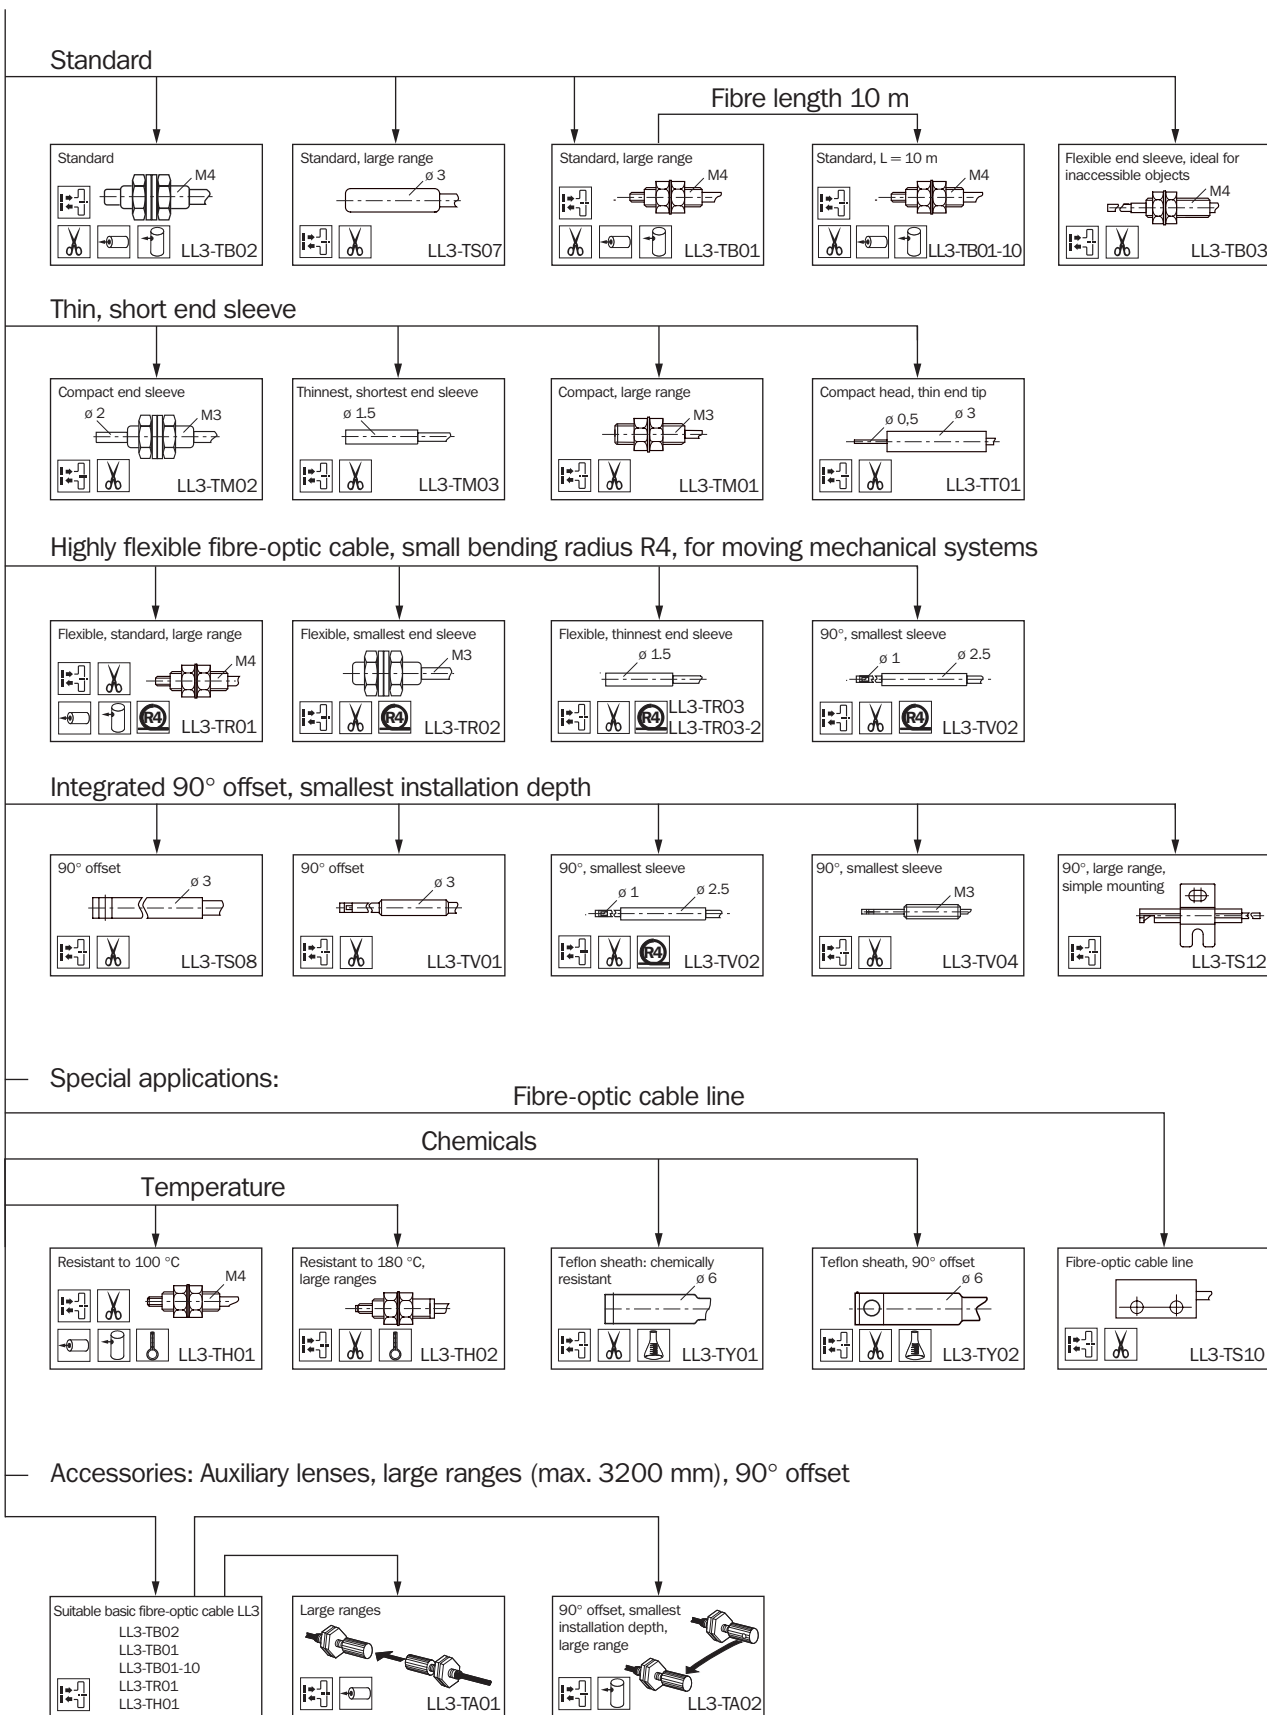 Standard
Fibre length 10 m
Standard
M4
LL3-TB02
Standard, large range
ø 3
LL3-TS07
Standard, large range
M4
LL3-TB01
Standard, L = 10 m
M4
LL3-TB01-10
Flexible end sleeve, ideal for
inaccessible objects
M4
LL3-TB03
Thin, short end sleeve
Compact end sleeve
ø 2
M3
LL3-TM02
Thinnest, shortest end sleeve
ø 1.5
LL3-TM03
Compact, large range
M3
LL3-TM01
Compact head, thin end tip
ø 0,5
ø 3
LL3-TT01
Highly flexible fibre-optic cable, small bending radius R4, for moving mechanical systems
Flexible, standard, large range
M4
R4
LL3-TR01
Flexible, smallest end sleeve
M3
R4
LL3-TR02
Flexible, thinnest end sleeve
ø 1.5
R4
LL3-TR03
LL3-TR03-2
90°, smallest sleeve
ø 1
ø 2.5
R4
LL3-TV02
Integrated 90° offset, smallest installation depth
90° offset
ø 3
LL3-TS08
90° offset
ø 3
LL3-TV01
90°, smallest sleeve
ø 1
ø 2.5
R4
LL3-TV02
90°, smallest sleeve
M3
LL3-TV04
90°, large range,
simple mounting
LL3-TS12
Special applications:
Fibre-optic cable line
Chemicals
Temperature
Resistant to 100 °C
M4
LL3-TH01
Resistant to 180 °C,
large ranges
LL3-TH02
Teflon sheath: chemically
resistant
ø 6
LL3-TY01
Teflon sheath, 90° offset
ø 6
LL3-TY02
Fibre-optic cable line
LL3-TS10
Accessories: Auxiliary lenses, large ranges (max. 3200 mm), 90° offset
Suitable basic fibre-optic cable LL3
LL3-TB02
LL3-TB01
LL3-TB01-10
LL3-TR01
LL3-TH01
Large ranges
LL3-TA01
90° offset, smallest
installation depth,
large range
LL3-TA02